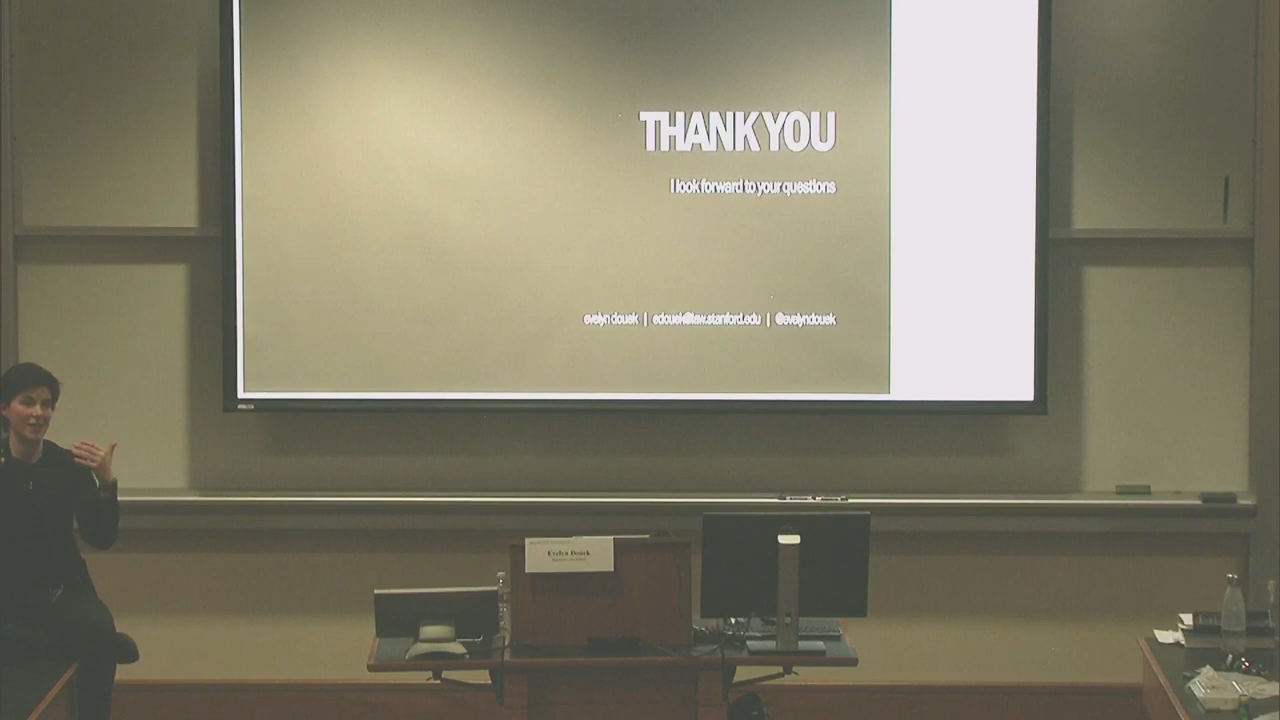 THANK YOU
I look forward to your questions
evelyn douek | edouek@law.stanford.edu | @evelyndouek
Evelyn Douek